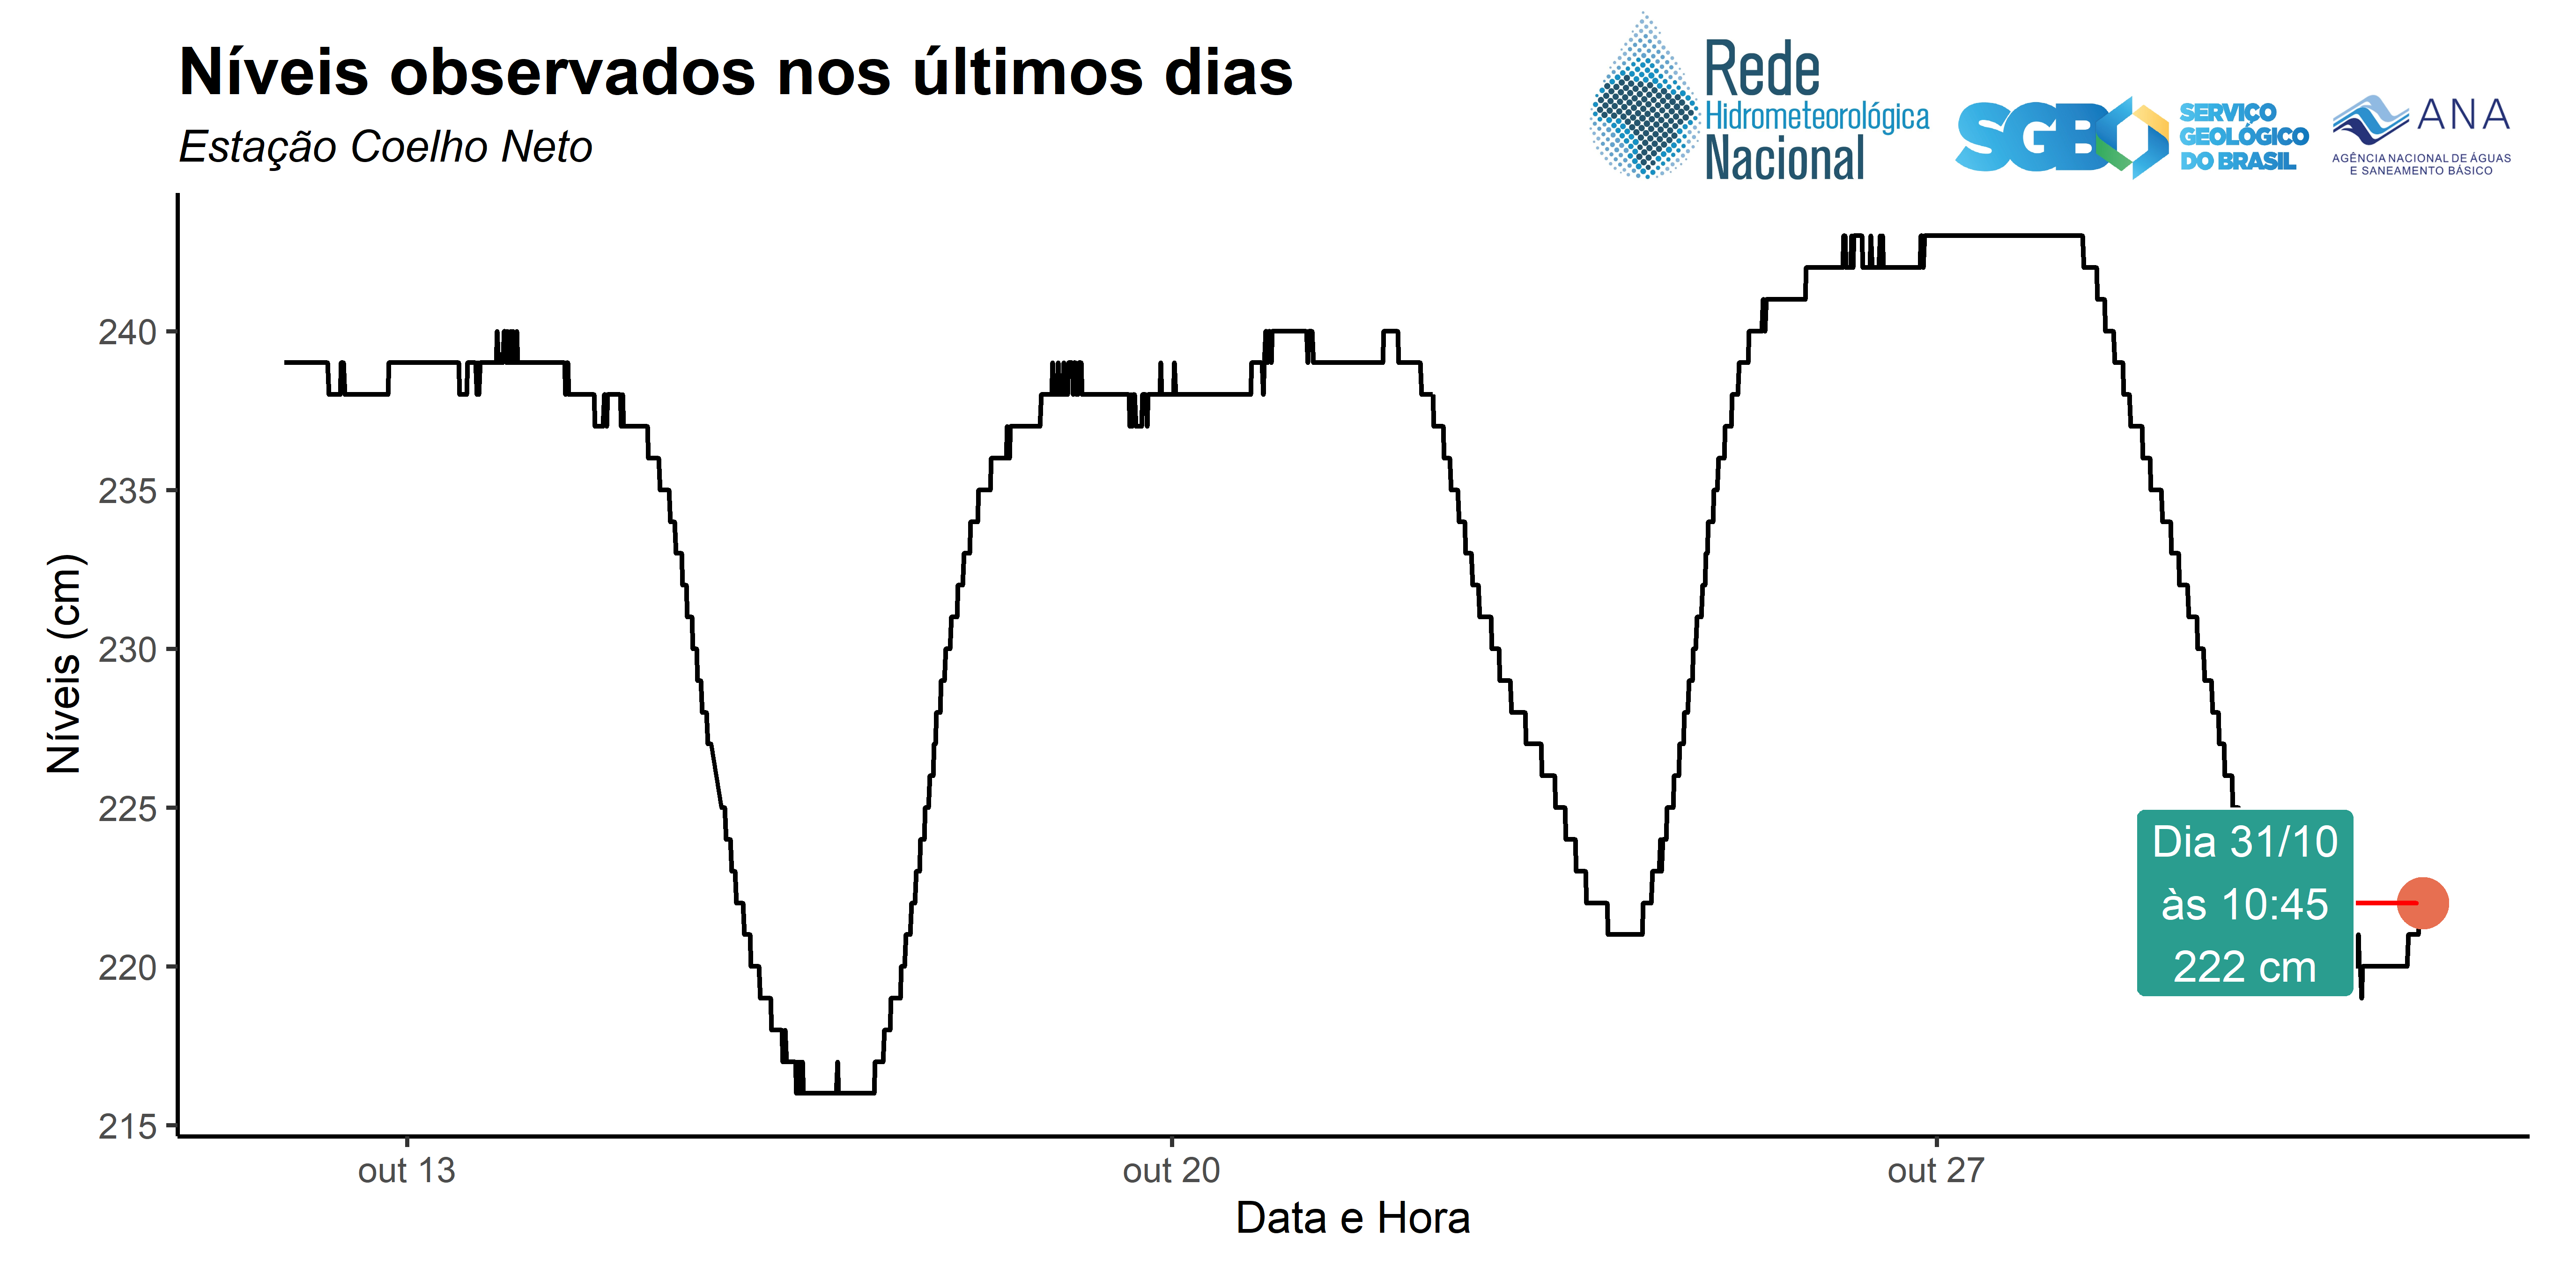 Níveis observados nos últimos dias
Estação Coelho Neto
Rede
Hidrometeorológica
Nacional
SGB
SERVIÇO
GEOLÓGICO
DO BRASIL
ANA
AGÊNCIA NACIONAL DE ÁGUAS
E SANEAMENTO BÁSICO
Níveis (cm)
240
235
230
225
220
215
Dia 31/10
às 10:45
222 cm
out 13
out 20
out 27
Data e Hora